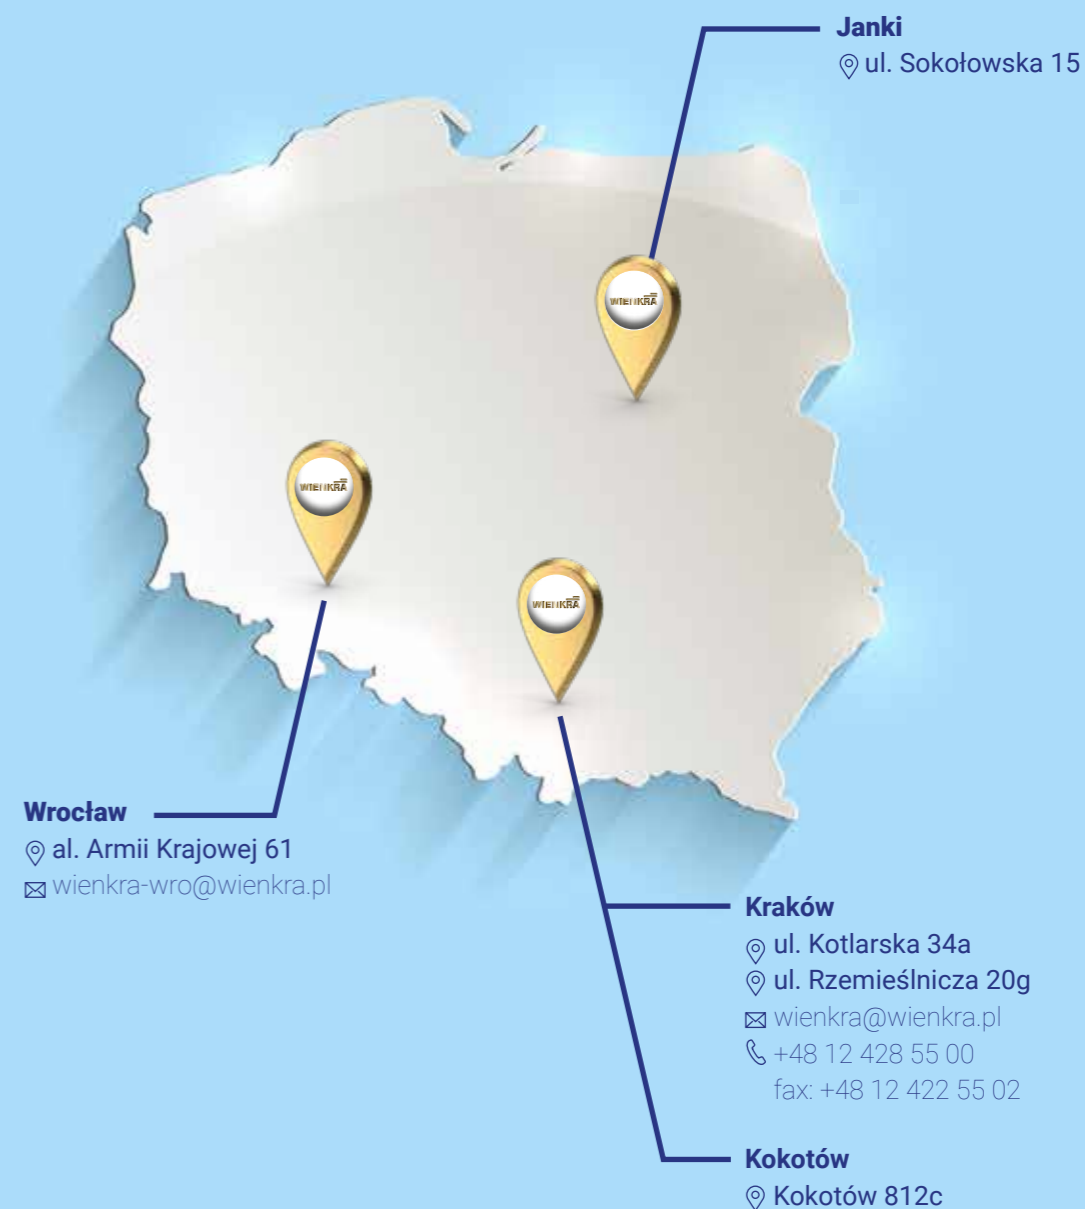 Janki
ul. Sokołowska 15
WIENKRA
WIENKRA
WIENKRA
Wrocław
al. Armii Krajowej 61
wienkra-wro@wienkra.pl
Kraków
ul. Kotlarska 34a
ul. Rzemieślnicza 20g
wienkra@wienkra.pl
+48 12 428 55 00
fax: +48 12 422 55 02
Kokotów
Kokotów 812c